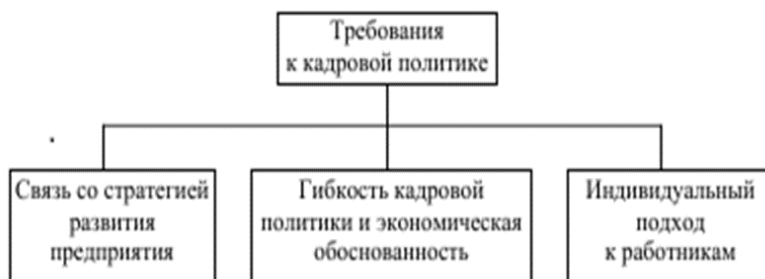 Требования
к кадровой политике
Связь со стратегией
развития
предприятия
Гибкость кадровой
политики и экономическая
обоснованность
Индивидуальный
подход
к работникам